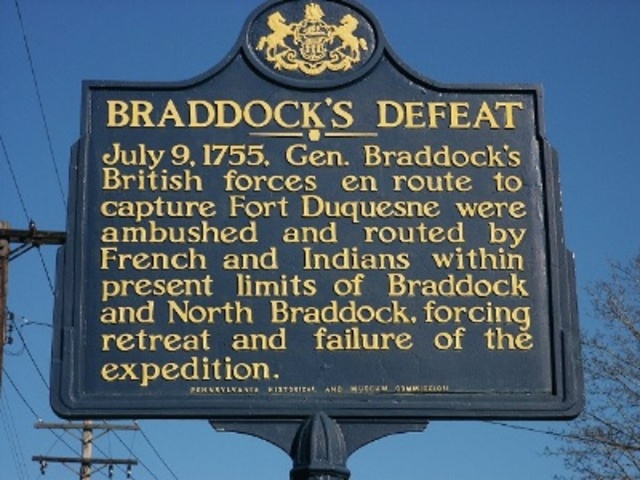 BRADDOCK'S DEFEAT
July 9, 1755. Gen. Braddock's
British forces en route to
capture Fort Duquesne were
ambushed and routed by
French and Indians within
present limits of Braddock
and North Braddock, forcing
retreat and failure of the
expedition.
PENNSYLVANIA HISTORICAL AND MUSEUM COMMISSION